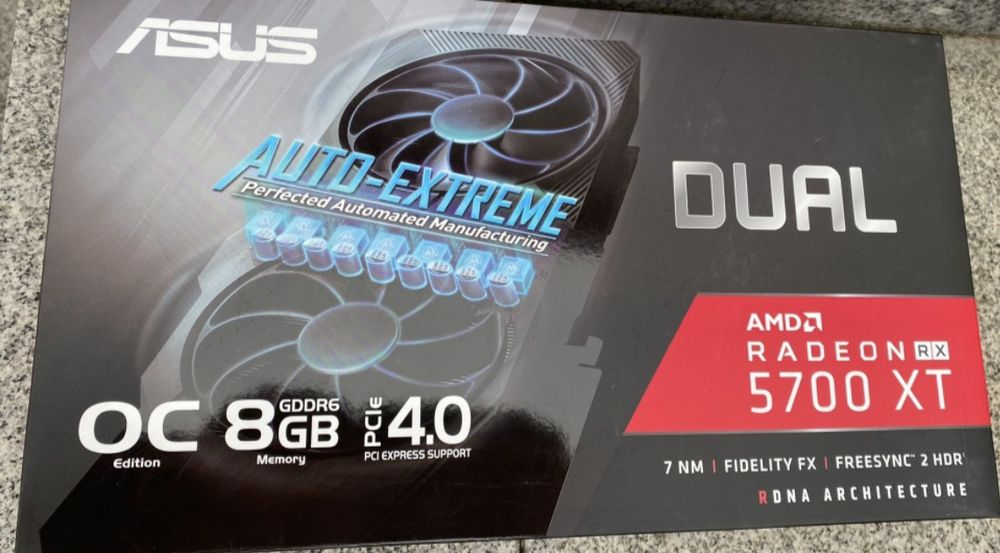 ASUS
AUTO-EXTREME
Perfected Automated Manufacturing
DUAL
AMD
RADEON RX
5700 XT
OC Edition
8GB GDDR6 Memory
PCIe 4.0
PCI EXPRESS SUPPORT
7 NM | FIDELITY FX | FREESYNC™ 2 HDR
RDNA ARCHITECTURE